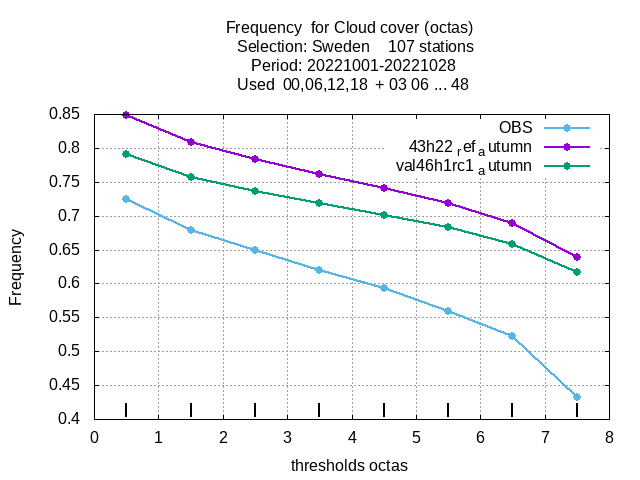 Frequency  for Cloud cover (octas)
Selection: Sweden    107 stations
Period: 20221001-20221028
Used  00,06,12,18  + 03 06 ... 48
0.85
OBS
0.8
43h22 ref autumn
val46h1rc1 autumn
0.75
0.7
0.65
Frequency
0.6
0.55
0.5
0.45
0.4
0 1 2 3 4 5 6 7 8
thresholds octas